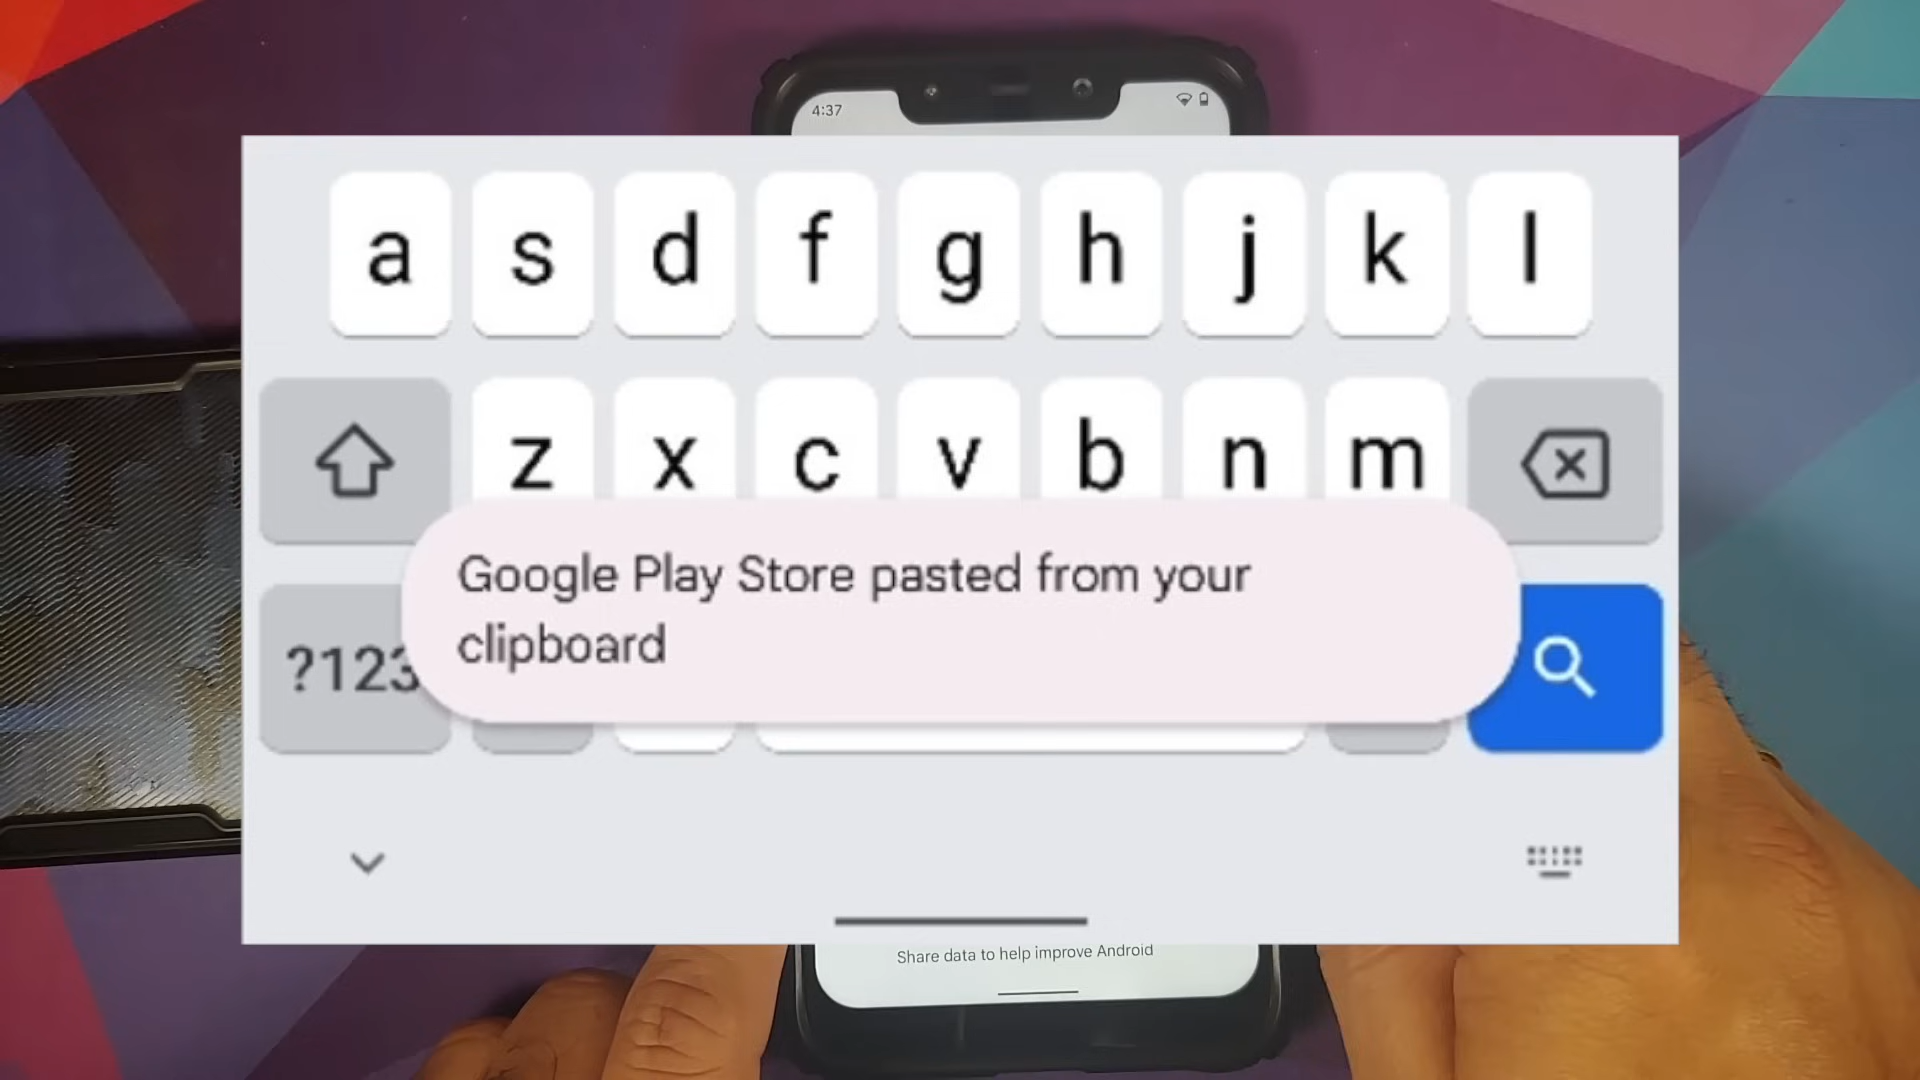 4:37
a s d f g h j k l
z x c v b n m
Google Play Store pasted from your
clipboard
?123
Share data to help improve Android